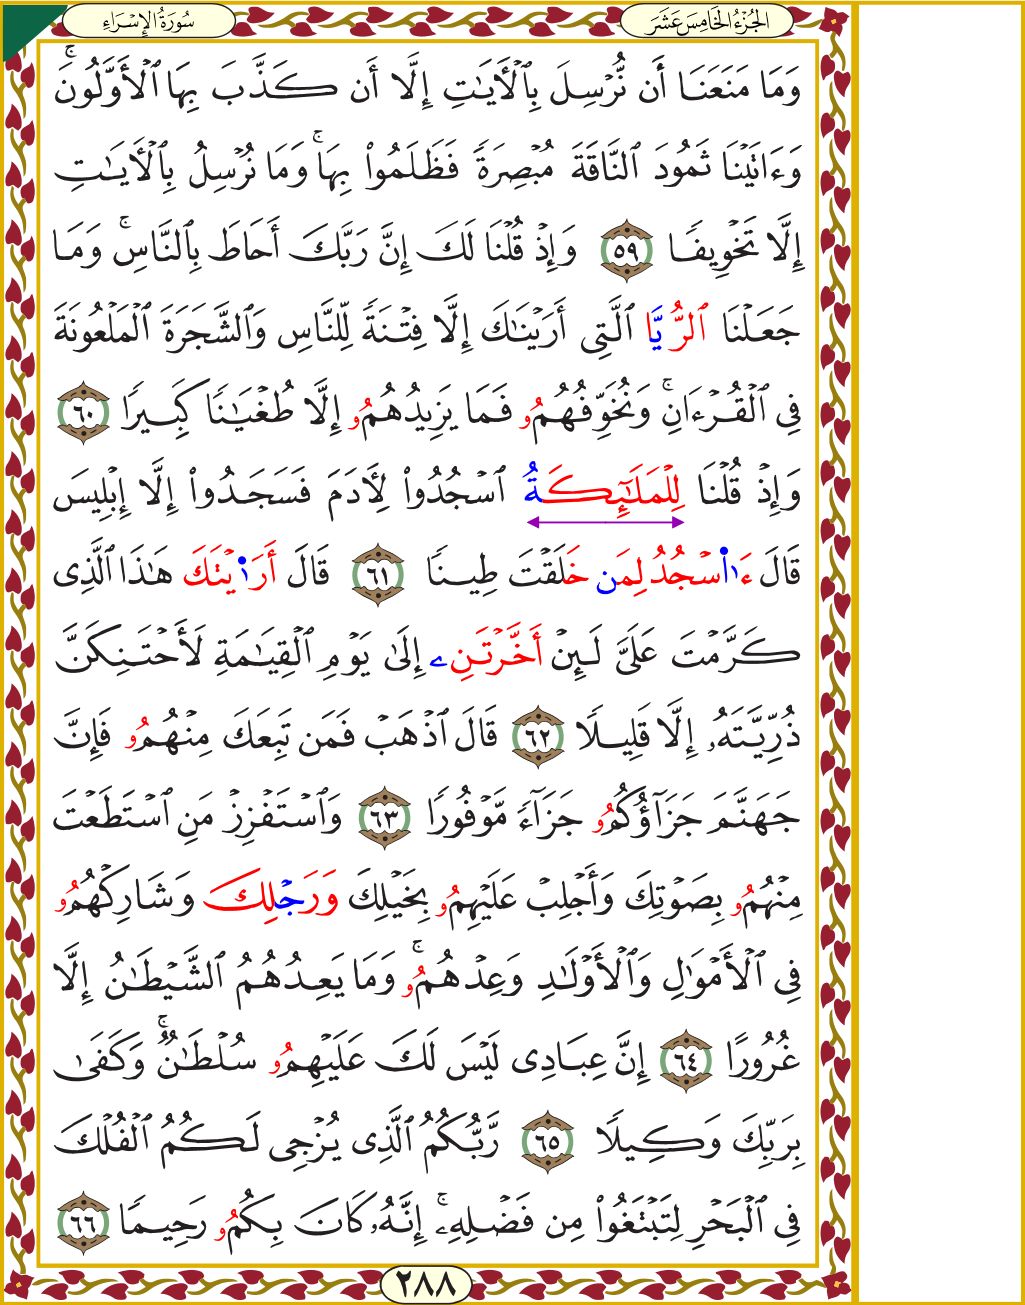 الجُزْءُ الخَامِسَ عَشَرَ
سُورَةُ الإِسْرَاءِ
وَمَا مَنَعَنَا أَن نُّرْسِلَ بِٱلْأَيَـٰتِ إِلَّا أَن كَذَّبَ بِهَا ٱلْأَوَّلُونَۚ
وَءَاتَيْنَا ثَمُودَ ٱلنَّاقَةَ مُبْصِرَةً فَظَلَمُوا۟ بِهَاۚ وَمَا نُرْسِلُ بِٱلْأَيَـٰتِ
إِلَّا تَخْوِيفًا ٥٩ وَإِذْ قُلْنَا لَكَ إِنَّ رَبَّكَ أَحَاطَ بِٱلنَّاسِۚ وَمَا
جَعَلْنَا ٱلرُّيَّا ٱلَّتِى أَرَيْنَـٰكَ إِلَّا فِتْنَةً لِّلنَّاسِ وَٱلشَّجَرَةَ ٱلْمَلْعُونَةَ
فِى ٱلْقُرْءَانِۚ وَنُخَوِّفُهُمُو فَمَا يَزِيدُهُمُو إِلَّا طُغْيَـٰنًا كَبِيرًا ٦٠
وَإِذْ قُلْنَا لِلْمَلَـٰٓئِكَةُ ٱسْجُدُوا۟ لِأَدَمَ فَسَجَدُوا۟ إِلَّا إِبْلِيسَ
قَالَ ءَا۬سْجُدُ لِمَن خَلَقْتَ طِينًا ٦١ قَالَ أَرَا۬يْتَكَ هَـٰذَا ٱلَّذِى
كَرَّمْتَ عَلَىَّ لَئِنْ أَخَّرْتَنِے إِلَىٰ يَوْمِ ٱلْقِيَـٰمَةِ لَأَحْتَنِكَنَّ
ذُرِّيَّتَهُۥ إِلَّا قَلِيلًا ٦٢ قَالَ ٱذْهَبْ فَمَن تَبِعَكَ مِنْهُمُو فَإِنَّ
جَهَنَّمَ جَزَآؤُكُمُو جَزَآءً مَّوْفُورًا ٦٣ وَٱسْتَفْزِزْ مَنِ ٱسْتَطَعْتَ
مِنْهُمُو بِصَوْتِكَ وَأَجْلِبْ عَلَيْهِمُو بِخَيْلِكَ وَرَجْلِكَ وَشَارِكْهُمُو
فِى ٱلْأَمْوَٰلِ وَٱلْأَوْلَـٰدِ وَعِدْهُمُوۚ وَمَا يَعِدُهُمُ ٱلشَّيْطَـٰنُ إِلَّا
غُرُورًا ٦٤ إِنَّ عِبَادِى لَيْسَ لَكَ عَلَيْهِمُو سُلْطَـٰنٌۚ وَكَفَىٰ
بِرَبِّكَ وَكِيلًا ٦٥ رَّبُّكُمُ ٱلَّذِى يُزْجِى لَكُمُ ٱلْفُلْكَ
فِى ٱلْبَحْرِ لِتَبْتَغُوا۟ مِن فَضْلِهِۦۚ إِنَّهُۥ كَانَ بِكُمُو رَحِيمًا ٦٦
٢٨٨